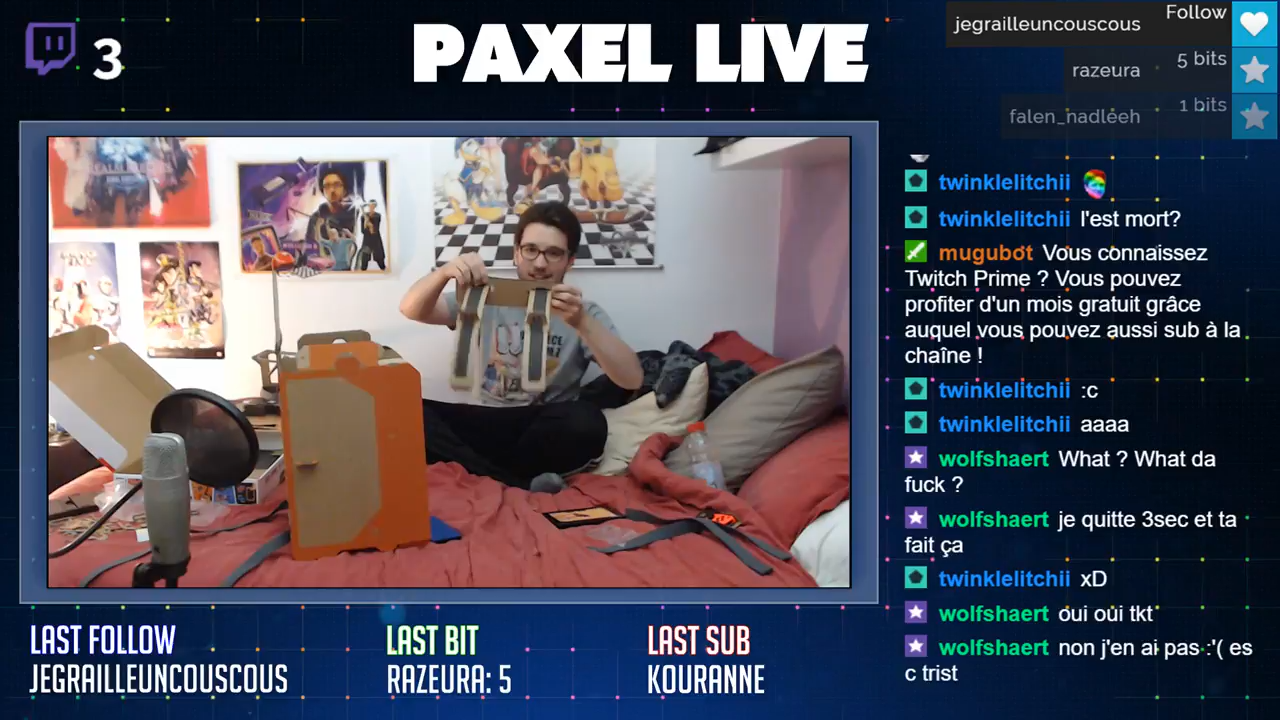 3
PAXEL LIVE
jegrailleuncouscous Follow
razeura 5 bits
falen_nadleeh 1 bits
twinklelitchii
twinklelitchii l'est mort?
mugubot Vous connaissez
Twitch Prime ? Vous pouvez
profiter d'un mois gratuit grâce
auquel vous pouvez aussi sub à la
chaîne !
twinklelitchii :c
twinklelitchii aaaa
wolfshaert What ? What da
fuck ?
wolfshaert je quitte 3sec et ta
fait ça
twinklelitchii xD
wolfshaert oui oui tkt
wolfshaert non j'en ai pas :'( es
c trist
LAST FOLLOW
JEGRAILLEUNCOUSCOUS
LAST BIT
RAZEURA: 5
LAST SUB
KOURANNE